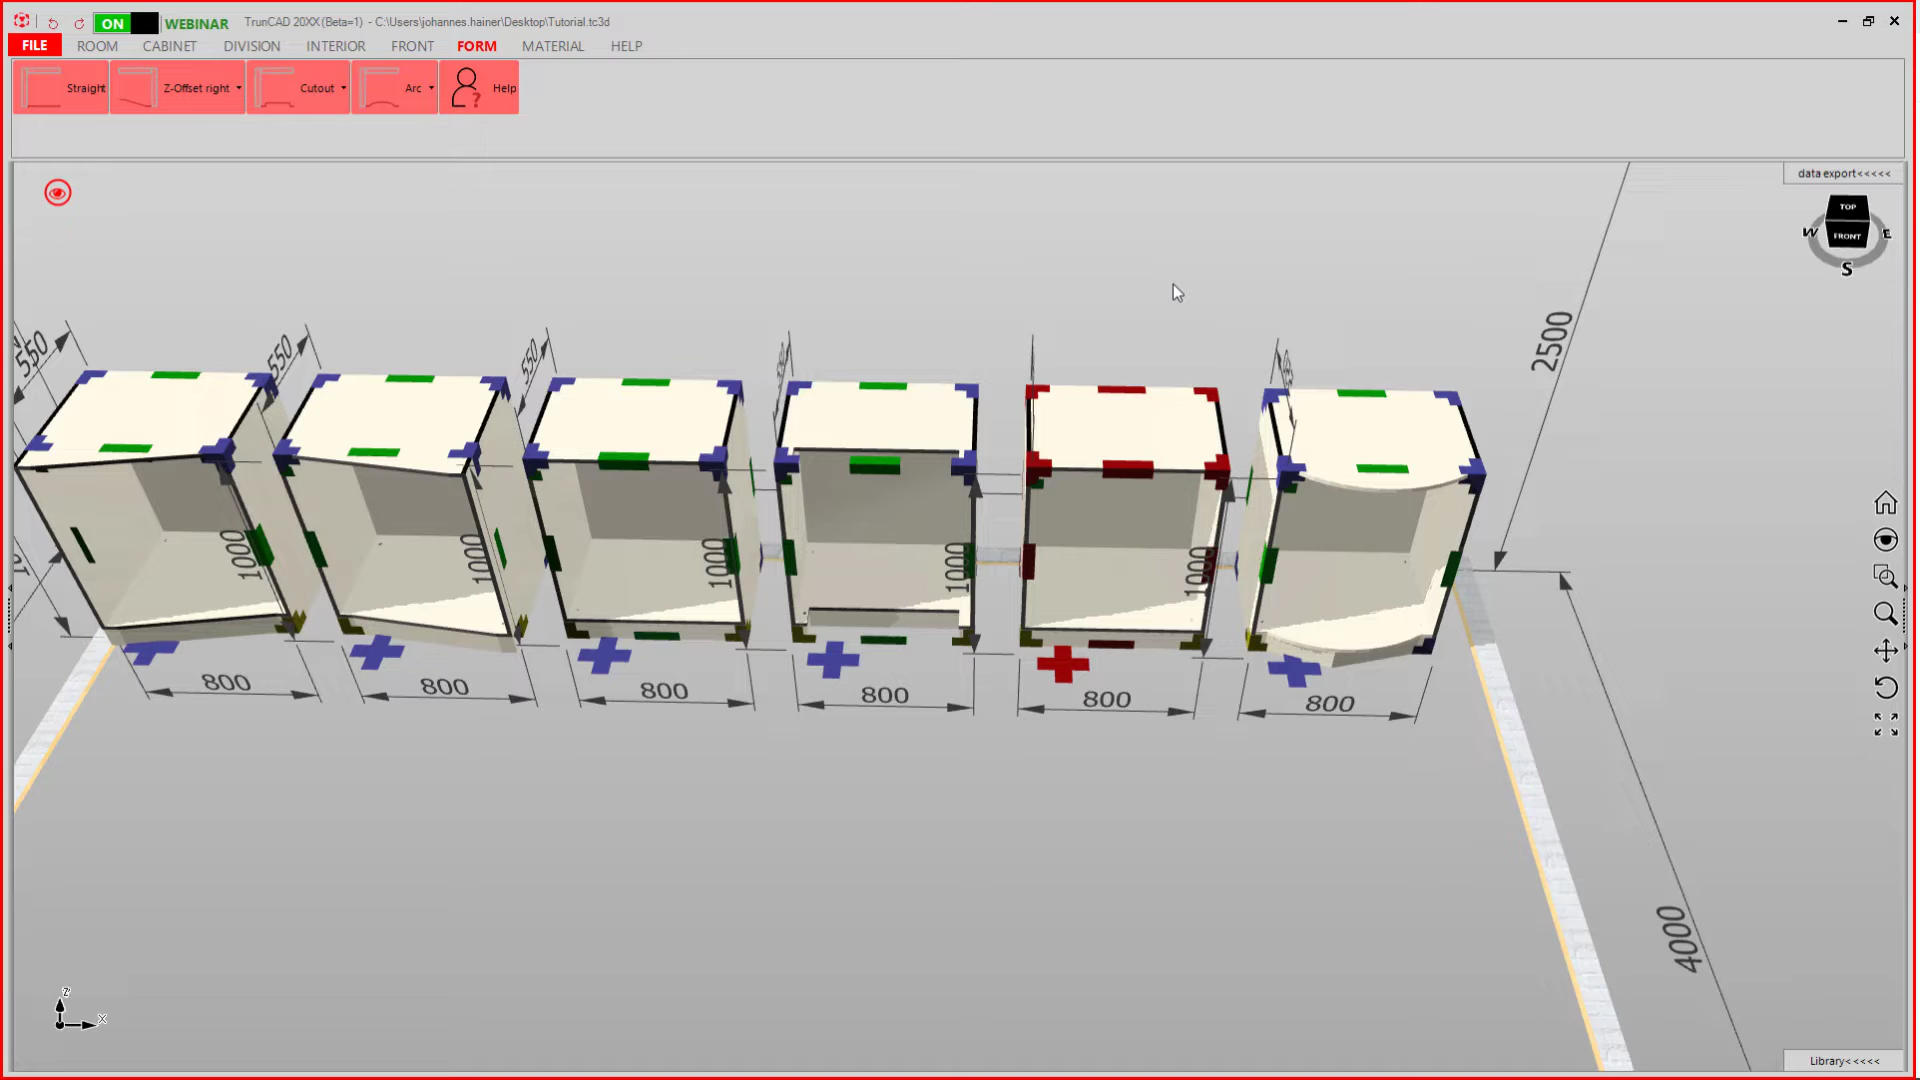 ON WEBINAR TrunCAD 20XX (Beta=1) - C:\Users\johannes.hainer\Desktop\Tutorial.tc3d
FILE ROOM CABINET DIVISION INTERIOR FRONT FORM MATERIAL HELP
Straight Z-Offset right Cutout Arc Help
data export<<<<<
TOP
W FRONT E
S
2500
550 550 550
1000 1000 1000 1000 1000
800 800 800 800 800 800
4000
Z
X
Library<<<<<